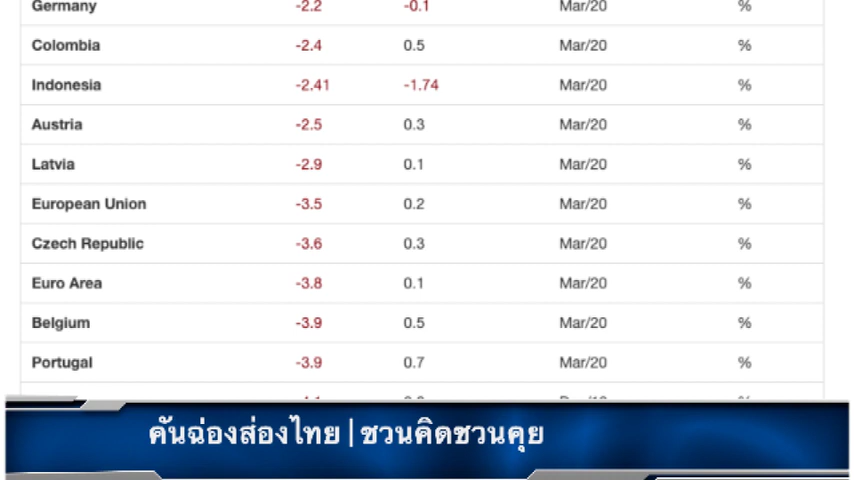 Germany -2.2 -0.1 Mar/20 %
Colombia -2.4 0.5 Mar/20 %
Indonesia -2.41 -1.74 Mar/20 %
Austria -2.5 0.3 Mar/20 %
Latvia -2.9 0.1 Mar/20 %
European Union -3.5 0.2 Mar/20 %
Czech Republic -3.6 0.3 Mar/20 %
Euro Area -3.8 0.1 Mar/20 %
Belgium -3.9 0.5 Mar/20 %
Portugal -3.9 0.7 Mar/20 %
คันฉ่องส่องไทย | ชวนคิดชวนคุย